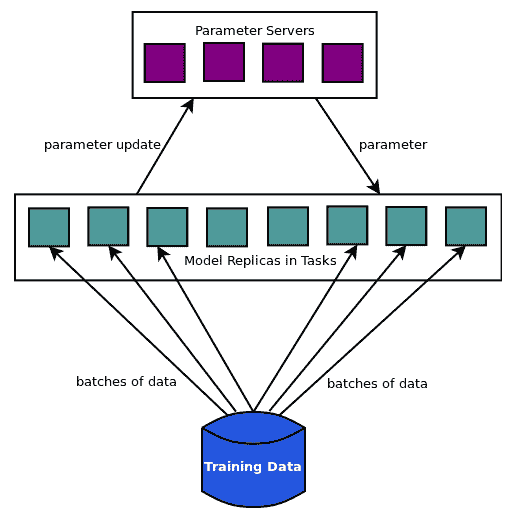 Parameter Servers
parameter update
parameter
Model Replicas in Tasks
batches of data
batches of data
Training Data